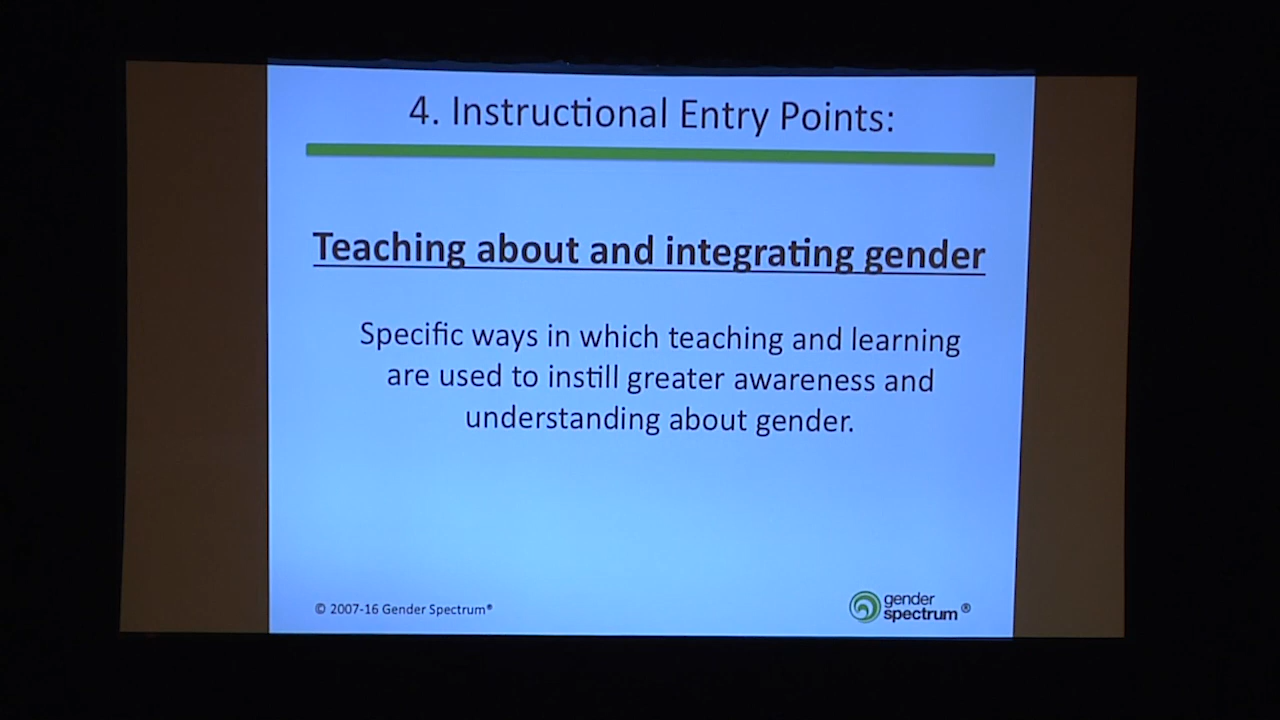 4. Instructional Entry Points:
Teaching about and integrating gender
Specific ways in which teaching and learning
are used to instill greater awareness and
understanding about gender.
© 2007-16 Gender Spectrum®
gender
spectrum®